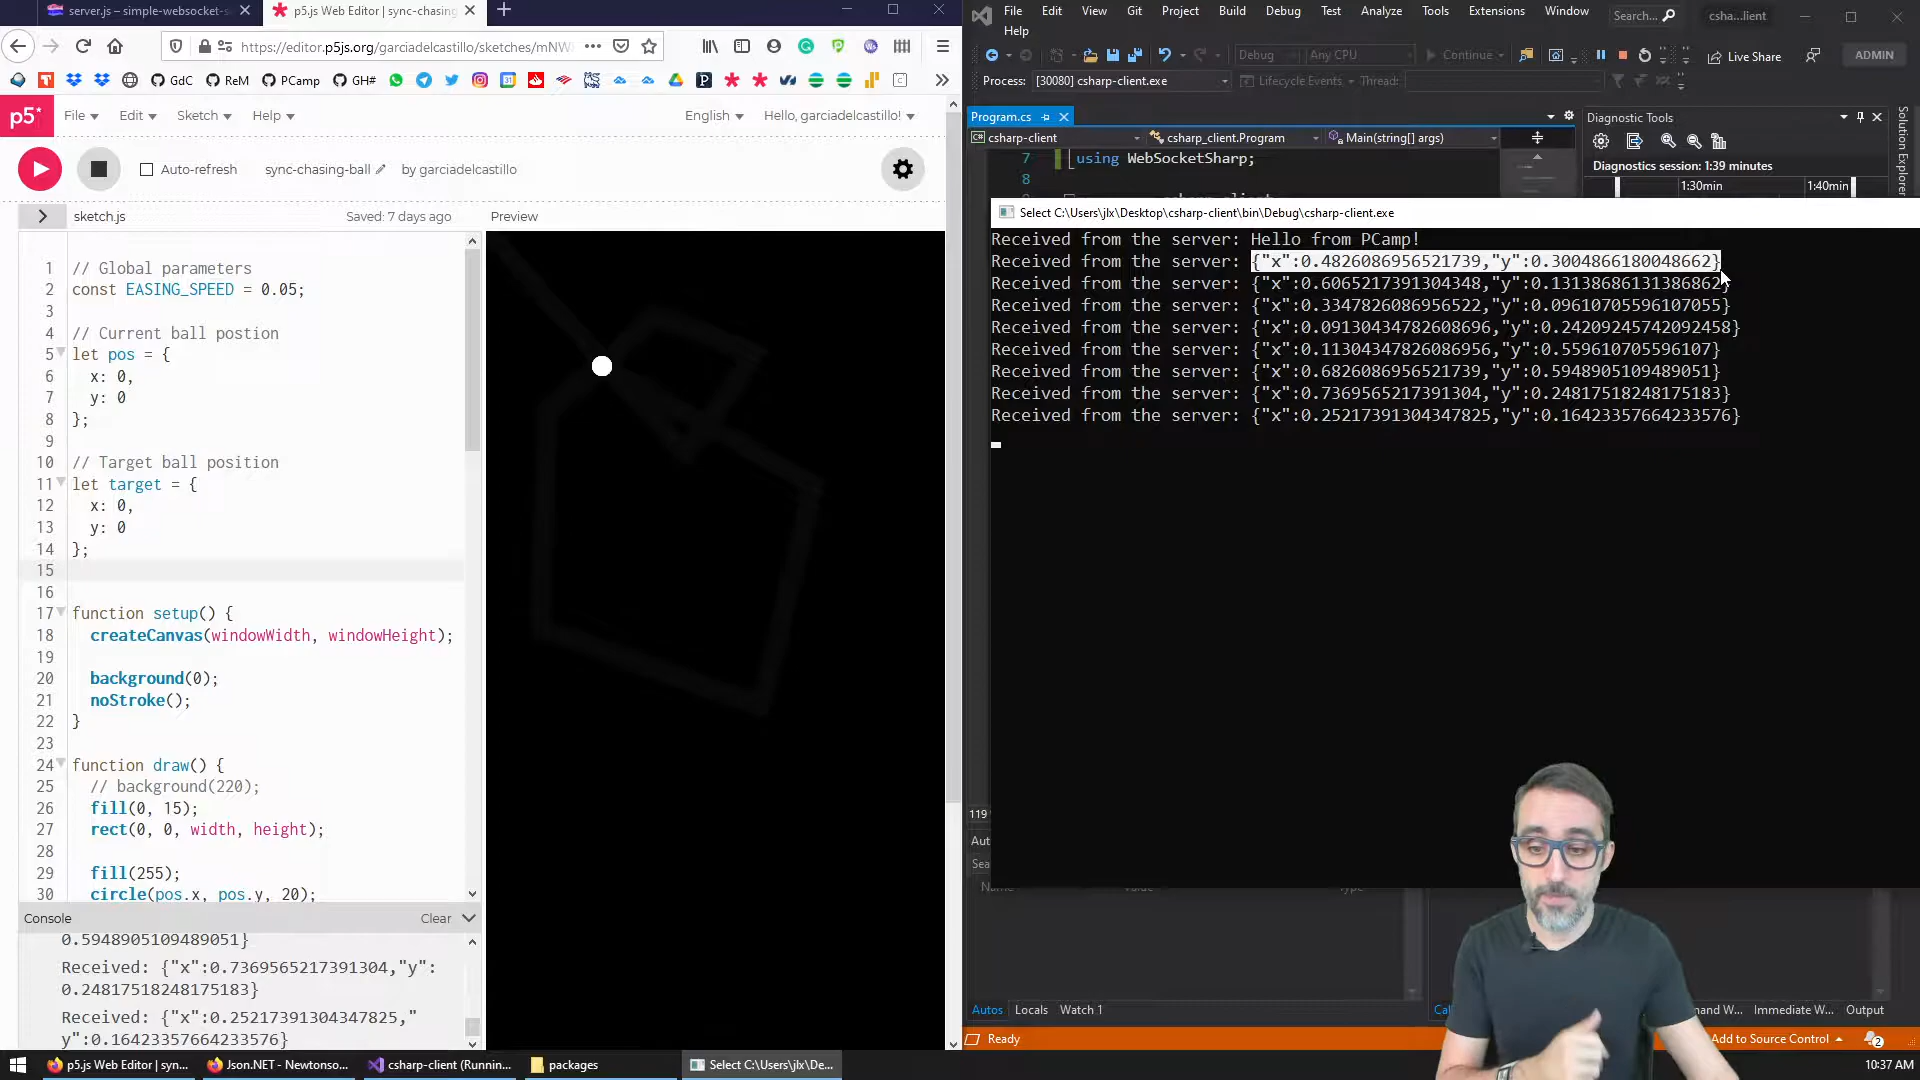 server.js – simple-websocket-s
p5.js Web Editor | sync-chasing
https://editor.p5js.org/garciadelcastillo/sketches/mNW
GdC
ReM
PCamp
GH#
p5*
File
Edit
Sketch
Help
English
Hello, garciadelcastillo!
Auto-refresh
sync-chasing-ball
by garciadelcastillo
sketch.js
Saved: 7 days ago
Preview
1 // Global parameters
2 const EASING_SPEED = 0.05;
3
4 // Current ball postion
5 let pos = {
6 x: 0,
7 y: 0
8 };
9
10 // Target ball position
11 let target = {
12 x: 0,
13 y: 0
14 };
15
16
17 function setup() {
18 createCanvas(windowWidth, windowHeight);
19
20 background(0);
21 noStroke();
22 }
23
24 function draw() {
25 // background(220);
26 fill(0, 15);
27 rect(0, 0, width, height);
28
29 fill(255);
30 circle(pos.x, pos.y, 20);
Console
Clear
0.5948905109489051}
Received: {"x":0.7369565217391304,"y":
0.24817518248175183}
Received: {"x":0.25217391304347825,"
y":0.16423357664233576}
File Edit View Git Project Build Debug Test Analyze Tools Extensions Window
Help
Search...
csha...lient
Debug
Any CPU
Continue
Live Share
ADMIN
Process: [30080] csharp-client.exe
Lifecycle Events
Thread:
Program.cs
csharp-client
csharp_client.Program
Main(string[] args)
7 using WebSocketSharp;
8
Diagnostic Tools
Diagnostics session: 1:39 minutes
1:30min
1:40min
Solution Explorer
Select C:\Users\jlx\Desktop\csharp-client\bin\Debug\csharp-client.exe
Received from the server: Hello from PCamp!
Received from the server: {"x":0.4826086956521739,"y":0.3004866180048662}
Received from the server: {"x":0.6065217391304348,"y":0.13138686131386862}
Received from the server: {"x":0.3347826086956522,"y":0.09610705596107055}
Received from the server: {"x":0.09130434782608696,"y":0.24209245742092458}
Received from the server: {"x":0.11304347826086956,"y":0.559610705596107}
Received from the server: {"x":0.6826086956521739,"y":0.5948905109489051}
Received from the server: {"x":0.7369565217391304,"y":0.24817518248175183}
Received from the server: {"x":0.25217391304347825,"y":0.16423357664233576}
119
Aut
Sea
Name
Value
Type
Autos
Locals
Watch 1
Cal
nand W...
Immediate W...
Output
Ready
Add to Source Control
2
p5.js Web Editor | syn...
Json.NET - Newtonso...
csharp-client (Runnin...
packages
Select C:\Users\jlx\De...
10:37 AM